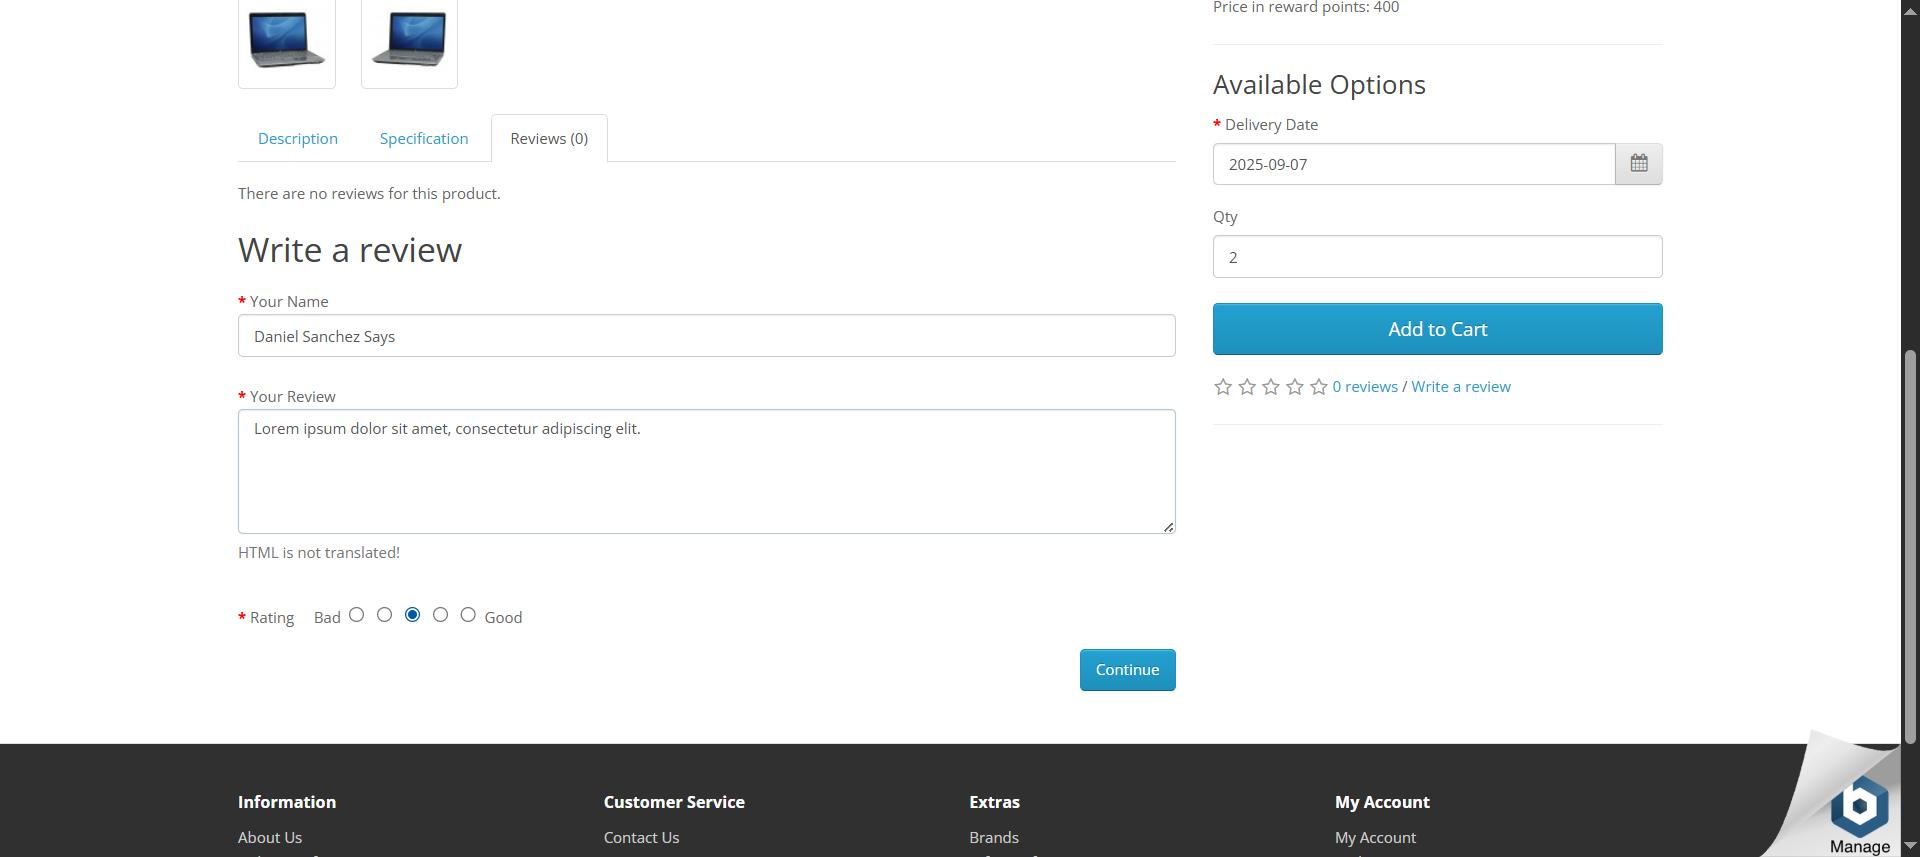 Price in reward points: 400
Available Options
* Delivery Date
2025-09-07
Qty
2
Add to Cart
0 reviews / Write a review
Description
Specification
Reviews (0)
There are no reviews for this product.
Write a review
* Your Name
Daniel Sanchez Says
* Your Review
Lorem ipsum dolor sit amet, consectetur adipiscing elit.
HTML is not translated!
* Rating Bad Good
Continue
Information
About Us
Customer Service
Contact Us
Extras
Brands
My Account
My Account
Manage